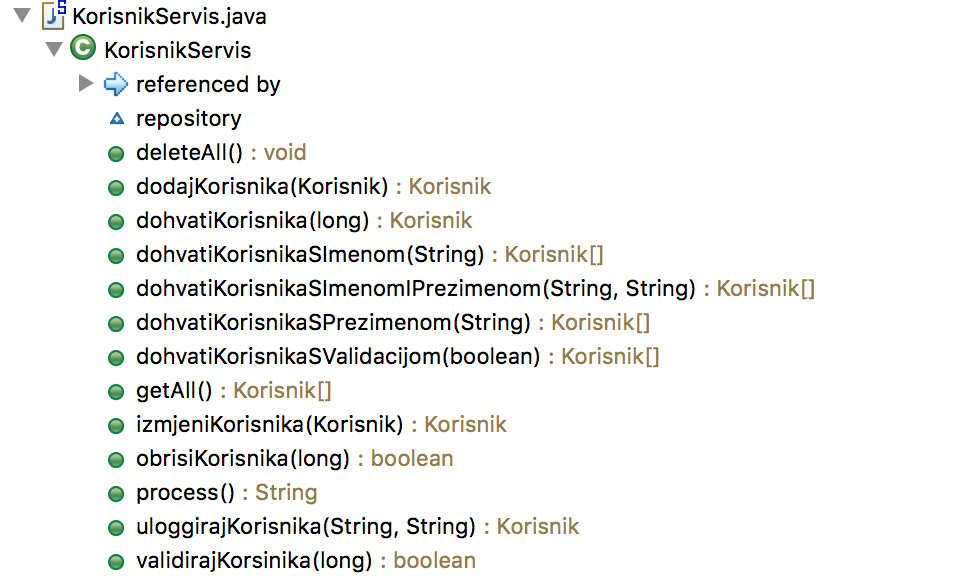 KorisnikServis.java
KorisnikServis
referenced by
repository
deleteAll() : void
dodajKorisnika(Korisnik) : Korisnik
dohvatiKorisnika(long) : Korisnik
dohvatiKorisnikaSImenom(String) : Korisnik[]
dohvatiKorisnikaSImenomIPrezimenom(String, String) : Korisnik[]
dohvatiKorisnikaSPrezimenom(String) : Korisnik[]
dohvatiKorisnikaSValidacijom(boolean) : Korisnik[]
getAll() : Korisnik[]
izmjeniKorisnika(Korisnik) : Korisnik
obrisiKorisnika(long) : boolean
process() : String
uloggirajKorisnika(String, String) : Korisnik
validirajKorsinika(long) : boolean